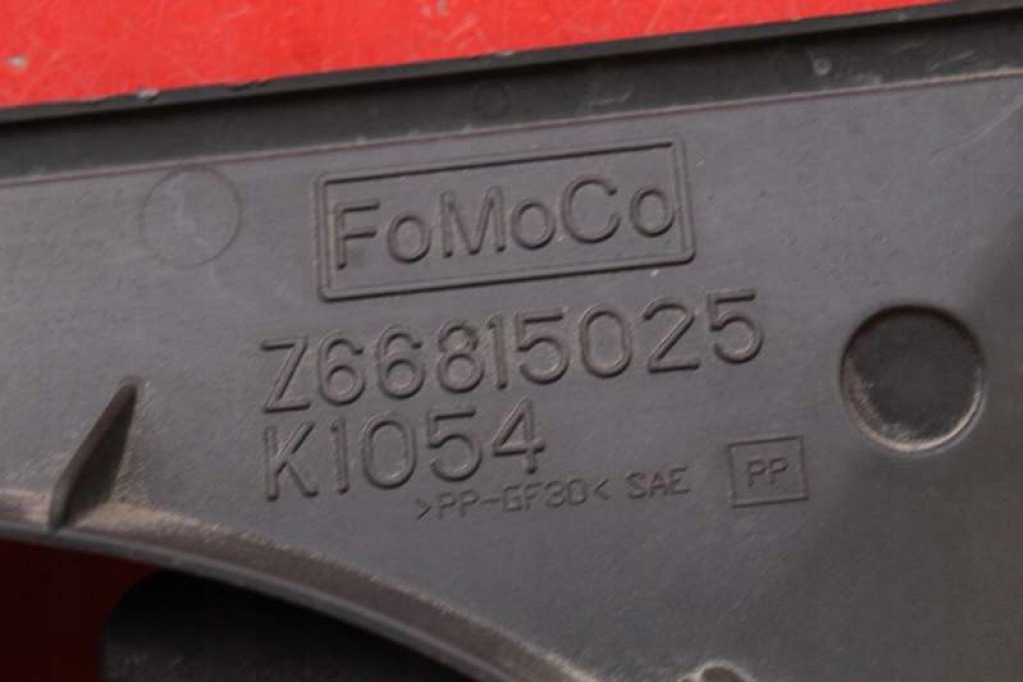 FoMoCo
Z66815025
K1054
>PP-GF30< SAE PP